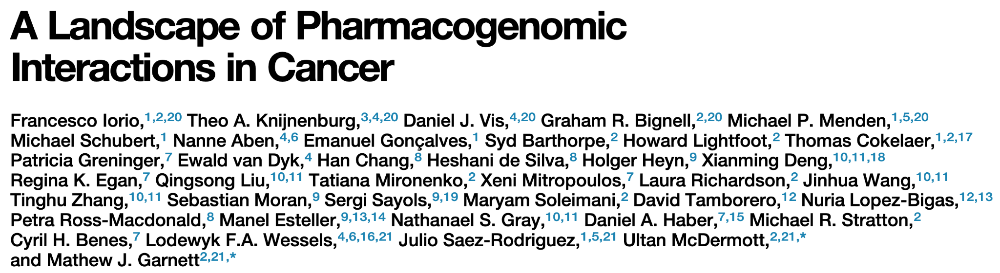 A Landscape of Pharmacogenomic
Interactions in Cancer
Francesco Iorio,1,2,20 Theo A. Knijnenburg,3,4,20 Daniel J. Vis,4,20 Graham R. Bignell,2,20 Michael P. Menden,1,5,20
Michael Schubert,1 Nanne Aben,4,6 Emanuel Gonçalves,1 Syd Barthorpe,2 Howard Lightfoot,2 Thomas Cokelaer,1,2,17
Patricia Greninger,7 Ewald van Dyk,4 Han Chang,8 Heshani de Silva,8 Holger Heyn,9 Xianming Deng,10,11,18
Regina K. Egan,7 Qingsong Liu,10,11 Tatiana Mironenko,2 Xeni Mitropoulos,7 Laura Richardson,2 Jinhua Wang,10,11
Tinghu Zhang,10,11 Sebastian Moran,9 Sergi Sayols,9,19 Maryam Soleimani,2 David Tamborero,12 Nuria Lopez-Bigas,12,13
Petra Ross-Macdonald,8 Manel Esteller,9,13,14 Nathanael S. Gray,10,11 Daniel A. Haber,7,15 Michael R. Stratton,2
Cyril H. Benes,7 Lodewyk F.A. Wessels,4,6,16,21 Julio Saez-Rodriguez,1,5,21 Ultan McDermott,2,21,*
and Mathew J. Garnett2,21,*